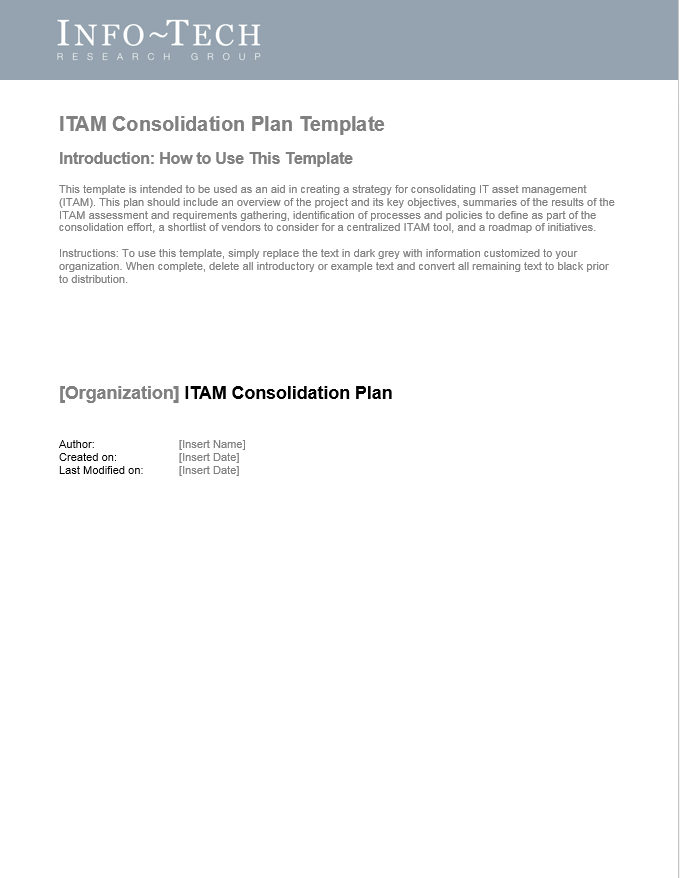 INFO~TECH
RESEARCH GROUP
ITAM Consolidation Plan Template
Introduction: How to Use This Template
This template is intended to be used as an aid in creating a strategy for consolidating IT asset management
(ITAM). This plan should include an overview of the project and its key objectives, summaries of the results of the
ITAM assessment and requirements gathering, identification of processes and policies to define as part of the
consolidation effort, a shortlist of vendors to consider for a centralized ITAM tool, and a roadmap of initiatives.
Instructions: To use this template, simply replace the text in dark grey with information customized to your
organization. When complete, delete all introductory or example text and convert all remaining text to black prior
to distribution.
[Organization] ITAM Consolidation Plan
Author: [Insert Name]
Created on: [Insert Date]
Last Modified on: [Insert Date]